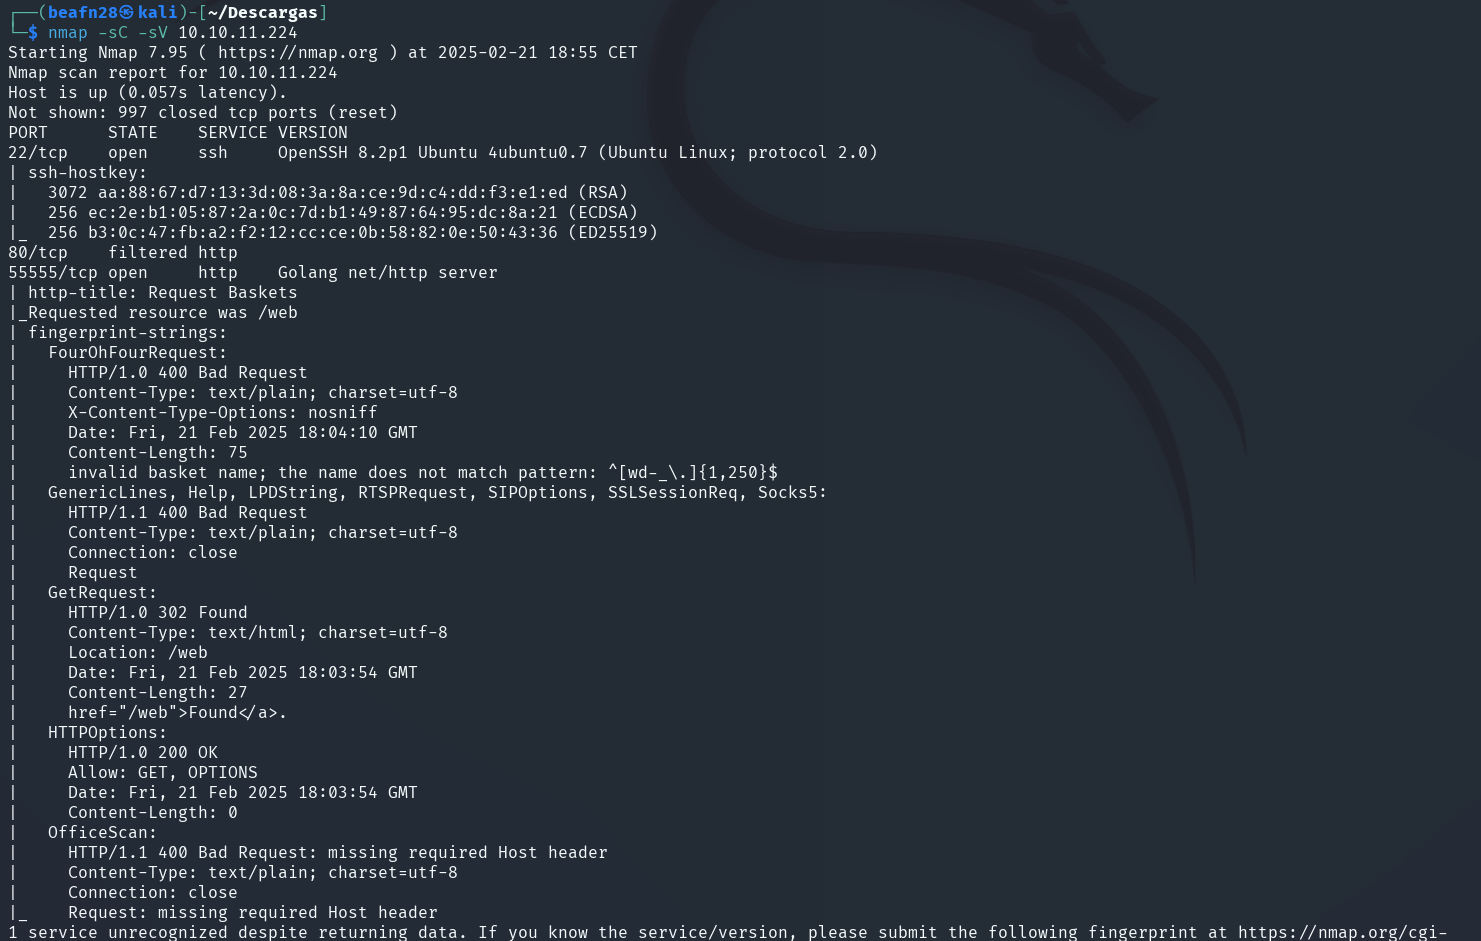 ┌──(beafn28㉿kali)-[~/Descargas]
└─$ nmap -sC -sV 10.10.11.224
Starting Nmap 7.95 ( https://nmap.org ) at 2025-02-21 18:55 CET
Nmap scan report for 10.10.11.224
Host is up (0.057s latency).
Not shown: 997 closed tcp ports (reset)
PORT      STATE    SERVICE VERSION
22/tcp    open     ssh     OpenSSH 8.2p1 Ubuntu 4ubuntu0.7 (Ubuntu Linux; protocol 2.0)
| ssh-hostkey:
|   3072 aa:88:67:d7:13:3d:08:3a:8a:ce:9d:c4:dd:f3:e1:ed (RSA)
|   256 ec:2e:b1:05:87:2a:0c:7d:b1:49:87:64:95:dc:8a:21 (ECDSA)
|_  256 b3:0c:47:fb:a2:f2:12:cc:ce:0b:58:82:0e:50:43:36 (ED25519)
80/tcp    filtered http
55555/tcp open     http    Golang net/http server
| http-title: Request Baskets
|_Requested resource was /web
| fingerprint-strings:
|   FourOhFourRequest:
|     HTTP/1.0 400 Bad Request
|     Content-Type: text/plain; charset=utf-8
|     X-Content-Type-Options: nosniff
|     Date: Fri, 21 Feb 2025 18:04:10 GMT
|     Content-Length: 75
|     invalid basket name; the name does not match pattern: ^[wd-_\.]{1,250}$
|   GenericLines, Help, LPDString, RTSPRequest, SIPOptions, SSLSessionReq, Socks5:
|     HTTP/1.1 400 Bad Request
|     Content-Type: text/plain; charset=utf-8
|     Connection: close
|     Request
|   GetRequest:
|     HTTP/1.0 302 Found
|     Content-Type: text/html; charset=utf-8
|     Location: /web
|     Date: Fri, 21 Feb 2025 18:03:54 GMT
|     Content-Length: 27
|     href="/web">Found</a>.
|   HTTPOptions:
|     HTTP/1.0 200 OK
|     Allow: GET, OPTIONS
|     Date: Fri, 21 Feb 2025 18:03:54 GMT
|     Content-Length: 0
|   OfficeScan:
|     HTTP/1.1 400 Bad Request: missing required Host header
|     Content-Type: text/plain; charset=utf-8
|     Connection: close
|_    Request: missing required Host header
1 service unrecognized despite returning data. If you know the service/version, please submit the following fingerprint at https://nmap.org/cgi-